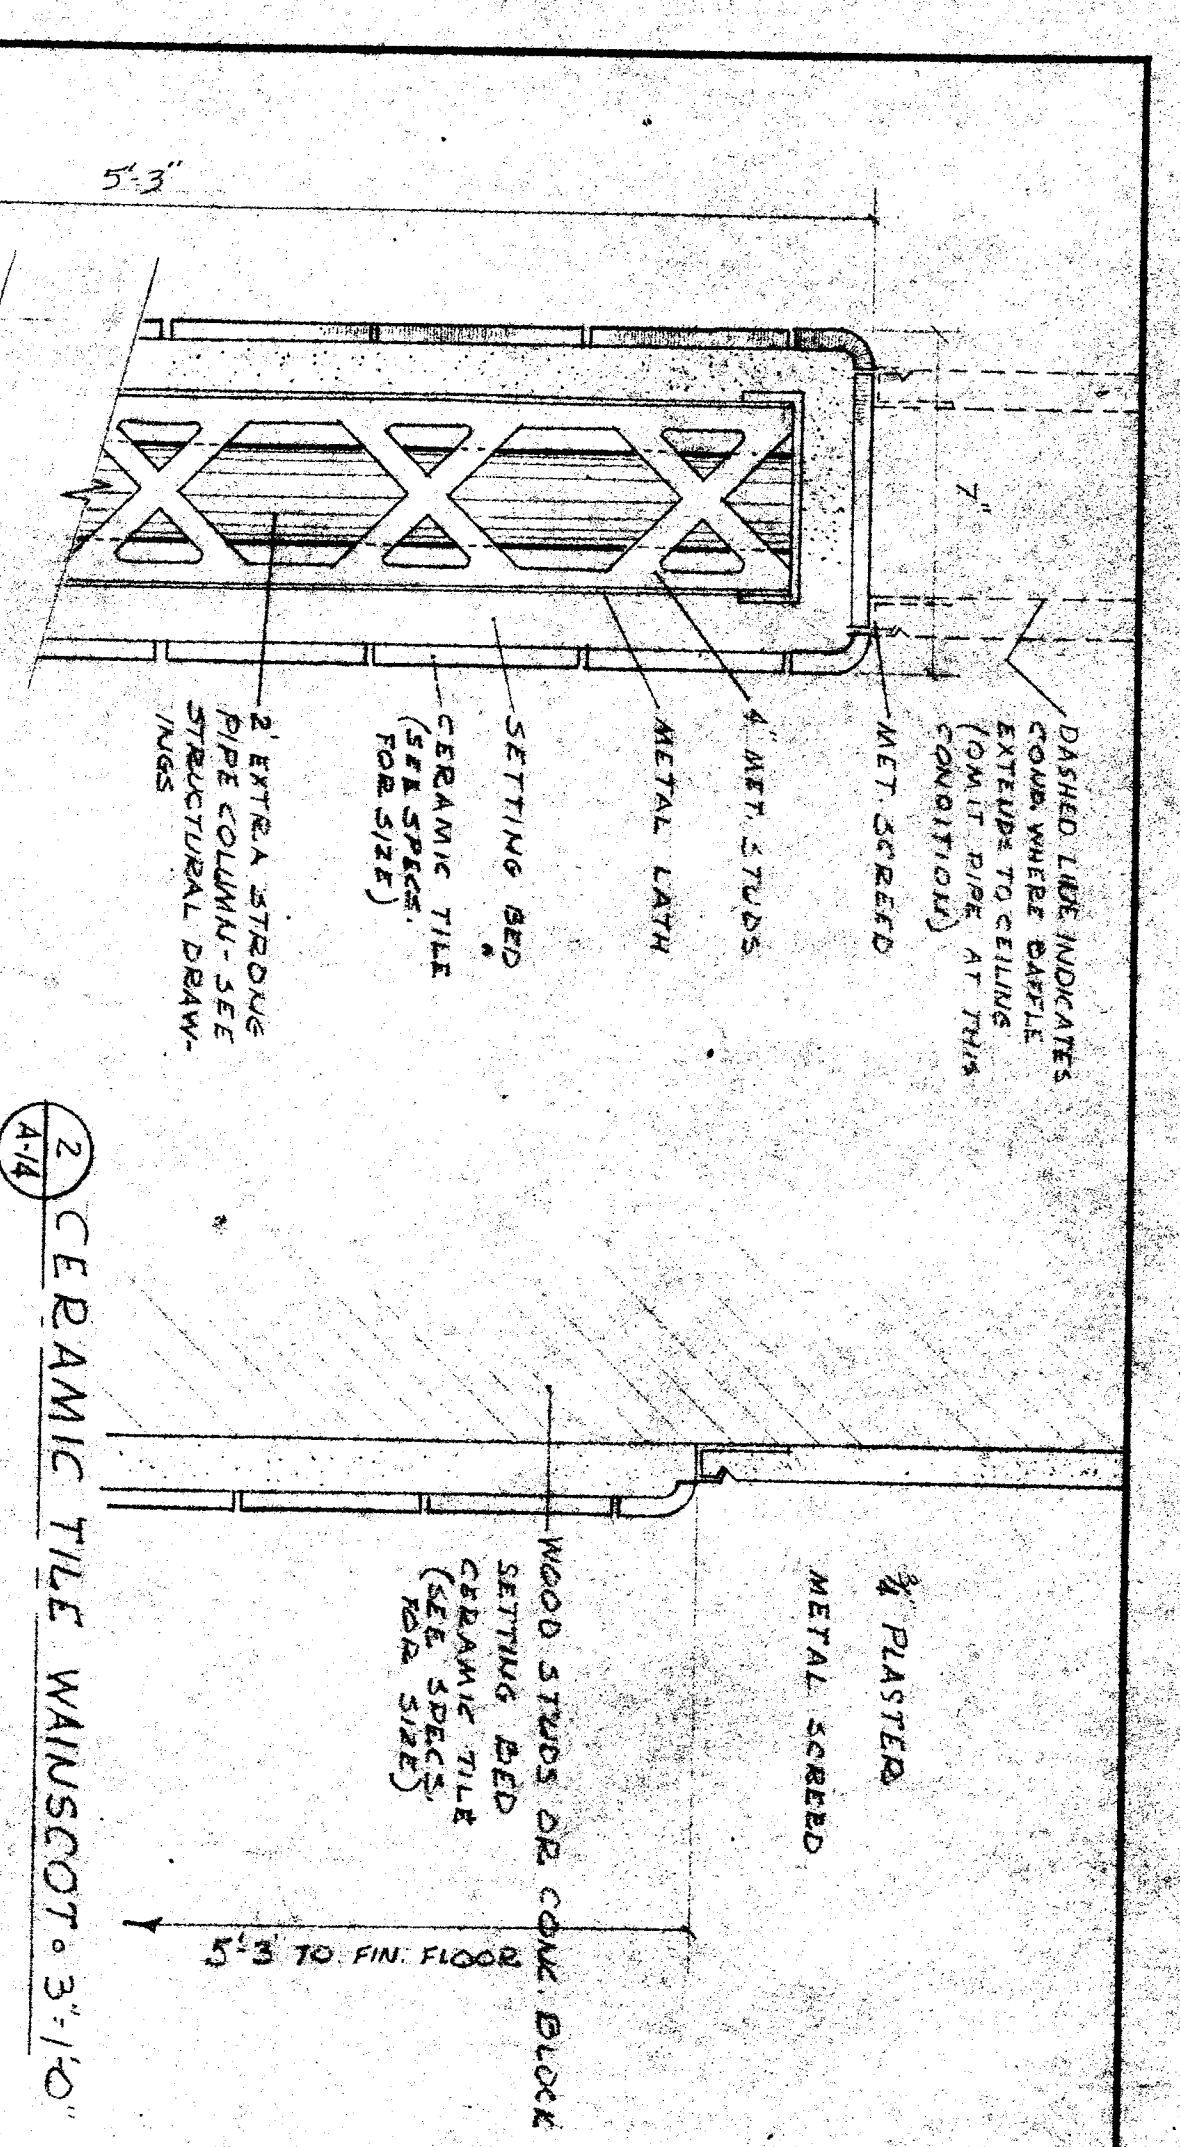 5'-3"
7"
DASHED LINE INDICATES
COND. WHERE BAFFLE
EXTENDS TO CEILING
(OMIT PIPE AT THIS
CONDITION)
MET. SCREED
4" MET. STUDS
METAL LATH
SETTING BED
CERAMIC TILE
(SEE SPECS.
FOR SIZE)
2" EXTRA STRONG
PIPE COLUMN - SEE
STRUCTURAL DRAW-
INGS
3/4" PLASTER
METAL SCREED
WOOD STUDS OR CONC. BLOCK
SETTING BED
CERAMIC TILE
(SEE SPECS.
FOR SIZE)
5'-3" TO FIN. FLOOR
2
A-14
CERAMIC TILE WAINSCOT • 3"=1'-0"